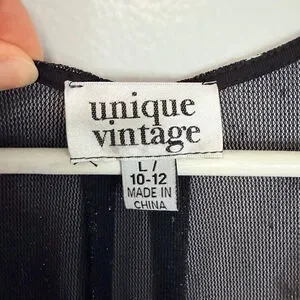 unique
vintage
L /
10-12
MADE IN
CHINA